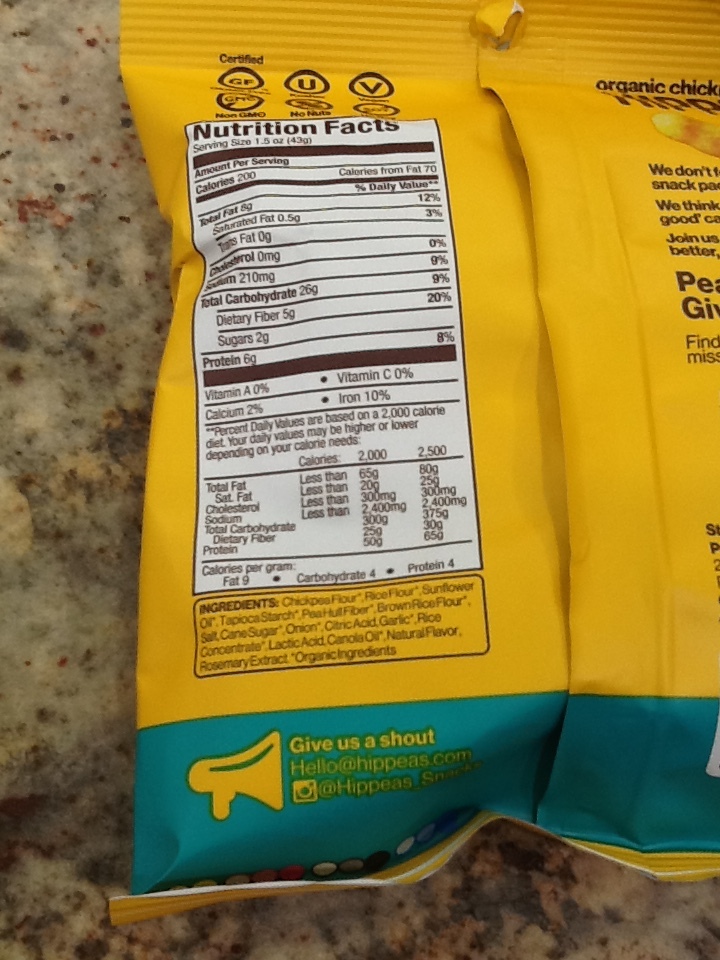 Certified
GF U V
GMO
Non GMO No Nuts
Nutrition Facts
Serving Size 1.5 oz (43g)
Amount Per Serving
Calories 200 Calories from Fat 70
% Daily Value**
Total Fat 8g 12%
Saturated Fat 0.5g 3%
Trans Fat 0g
Cholesterol 0mg 0%
Sodium 210mg 9%
Total Carbohydrate 26g 9%
Dietary Fiber 5g 20%
Sugars 2g
Protein 6g 8%
Vitamin A 0% • Vitamin C 0%
Calcium 2% • Iron 10%
**Percent Daily Values are based on a 2,000 calorie
diet. Your daily values may be higher or lower
depending on your calorie needs:
Calories: 2,000 2,500
Total Fat Less than 65g 80g
Sat. Fat Less than 20g 25g
Cholesterol Less than 300mg 300mg
Sodium Less than 2,400mg 2,400mg
Total Carbohydrate 300g 375g
Dietary Fiber 25g 30g
Protein 50g 65g
Calories per gram:
Fat 9 • Carbohydrate 4 • Protein 4
INGREDIENTS: Chickpea Flour*, Rice Flour*, Sunflower
Oil*, Tapioca Starch*, Pea Hull Fiber*, Brown Rice Flour*,
Salt, Cane Sugar*, Onion*, Citric Acid, Garlic*, Rice
Concentrate*, Lactic Acid, Canola Oil*, Natural Flavor,
Rosemary Extract. *Organic Ingredients
Give us a shout
Hello@hippeas.com
@Hippeas_Snacks
organic chick
We don't f
snack pa
We think
good' ca
Join us
better,
Pea
Giv
Find
miss